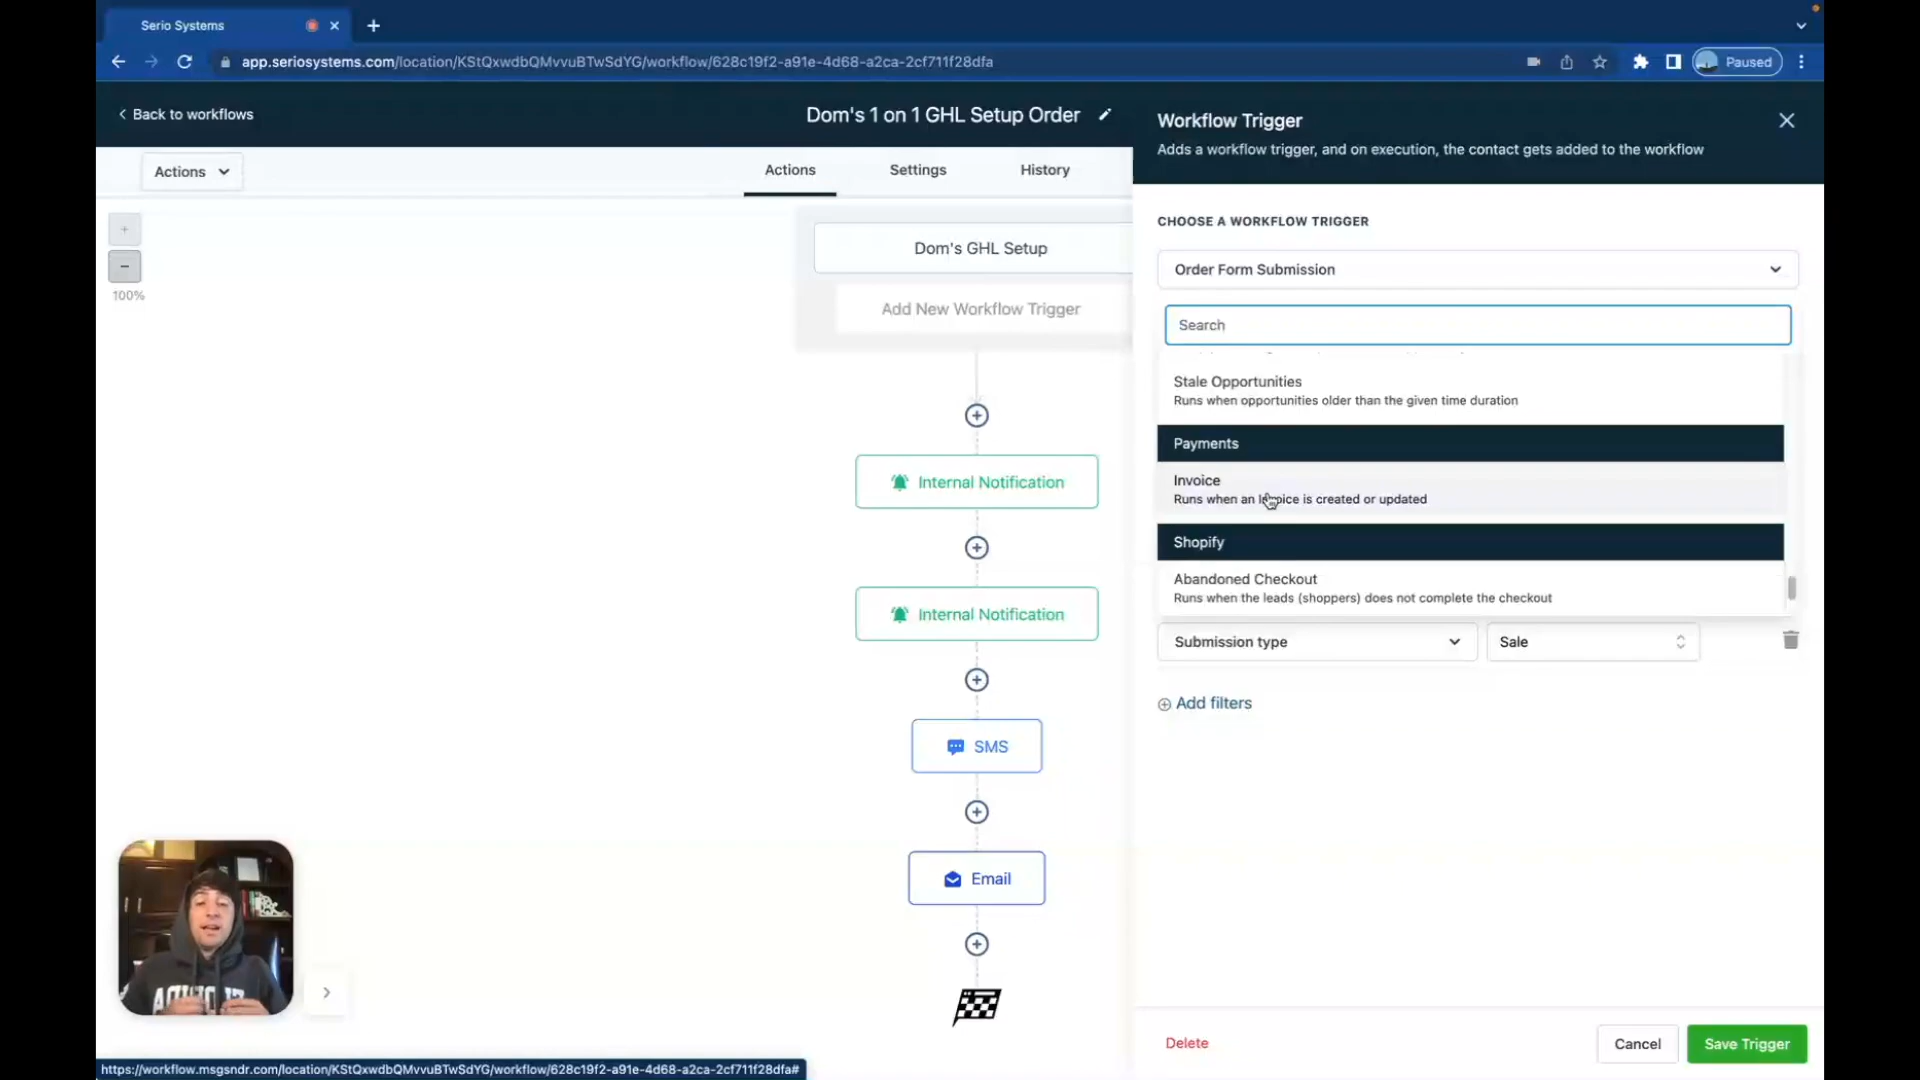 Serio Systems
app.seriosystems.com/location/KStQxwdbQMvvuBTwSdYG/workflow/628c19f2-a91e-4d68-a2ca-2cf711f28dfa
Paused
Back to workflows
Dom's 1 on 1 GHL Setup Order
Workflow Trigger
Adds a workflow trigger, and on execution, the contact gets added to the workflow
Actions
Actions
Settings
History
100%
Dom's GHL Setup
Add New Workflow Trigger
Internal Notification
Internal Notification
SMS
Email
CHOOSE A WORKFLOW TRIGGER
Order Form Submission
Search
Stale Opportunities
Runs when opportunities older than the given time duration
Payments
Invoice
Runs when an invoice is created or updated
Shopify
Abandoned Checkout
Runs when the leads (shoppers) does not complete the checkout
Submission type
Sale
Add filters
Delete
Cancel
Save Trigger
https://workflow.msgsndr.com/location/KStQxwdbQMvvuBTwSdYG/workflow/628c19f2-a91e-4d68-a2ca-2cf711f28dfa#